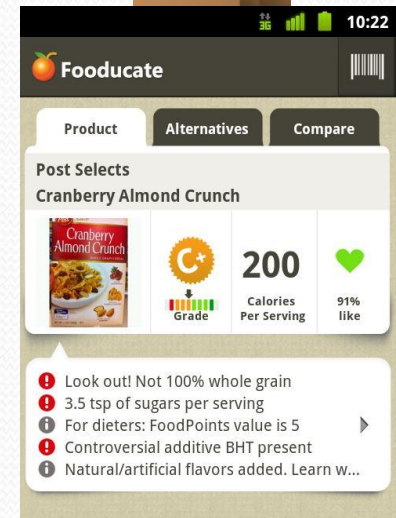 3G 10:22
Fooducate
Product Alternatives Compare
Post Selects
Cranberry Almond Crunch
Cranberry
Almond Crunch
C+
Grade
200
Calories
Per Serving
91%
like
Look out! Not 100% whole grain
3.5 tsp of sugars per serving
For dieters: FoodPoints value is 5
Controversial additive BHT present
Natural/artificial flavors added. Learn w...